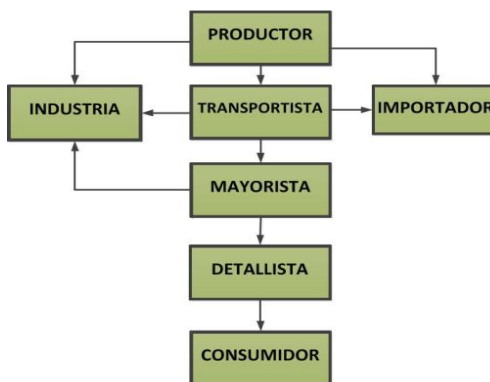 PRODUCTOR
INDUSTRIA
TRANSPORTISTA
IMPORTADOR
MAYORISTA
DETALLISTA
CONSUMIDOR